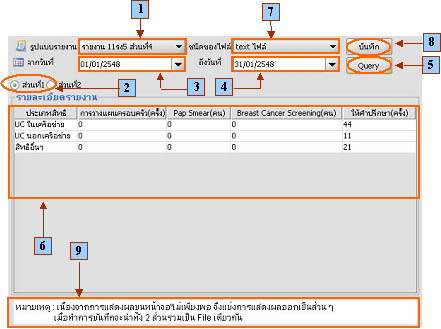 1
7
รูปแบบรายงาน รายงาน 11รง5 ส่วนที่4 ชนิดของไฟล์ text ไฟล์ บันทึก 8
จากวันที่ 01/01/2548 ถึงวันที่ 31/01/2548 Query 5
ส่วนที่1 ส่วนที่2 2 3 4
รายละเอียดรายงาน
ประเภทสิทธิ การวางแผนครอบครัว(ครั้ง) Pap Smear(คน) Breast Cancer Screening(คน) ให้คำปรึกษา(ครั้ง)
UC ในเครือข่าย 0 0 0 44
UC นอกเครือข่าย 0 0 0 11
สิทธิอื่นๆ 0 0 0 21
6
9
หมายเหตุ : เนื่องจากการแสดงผลบนหน้าจอไม่เพียงพอ จึงแบ่งการแสดงผลออกเป็นส่วน ๆ
เมื่อทำการบันทึกจะนำทั้ง 2 ส่วนรวมเป็น File เดียวกัน